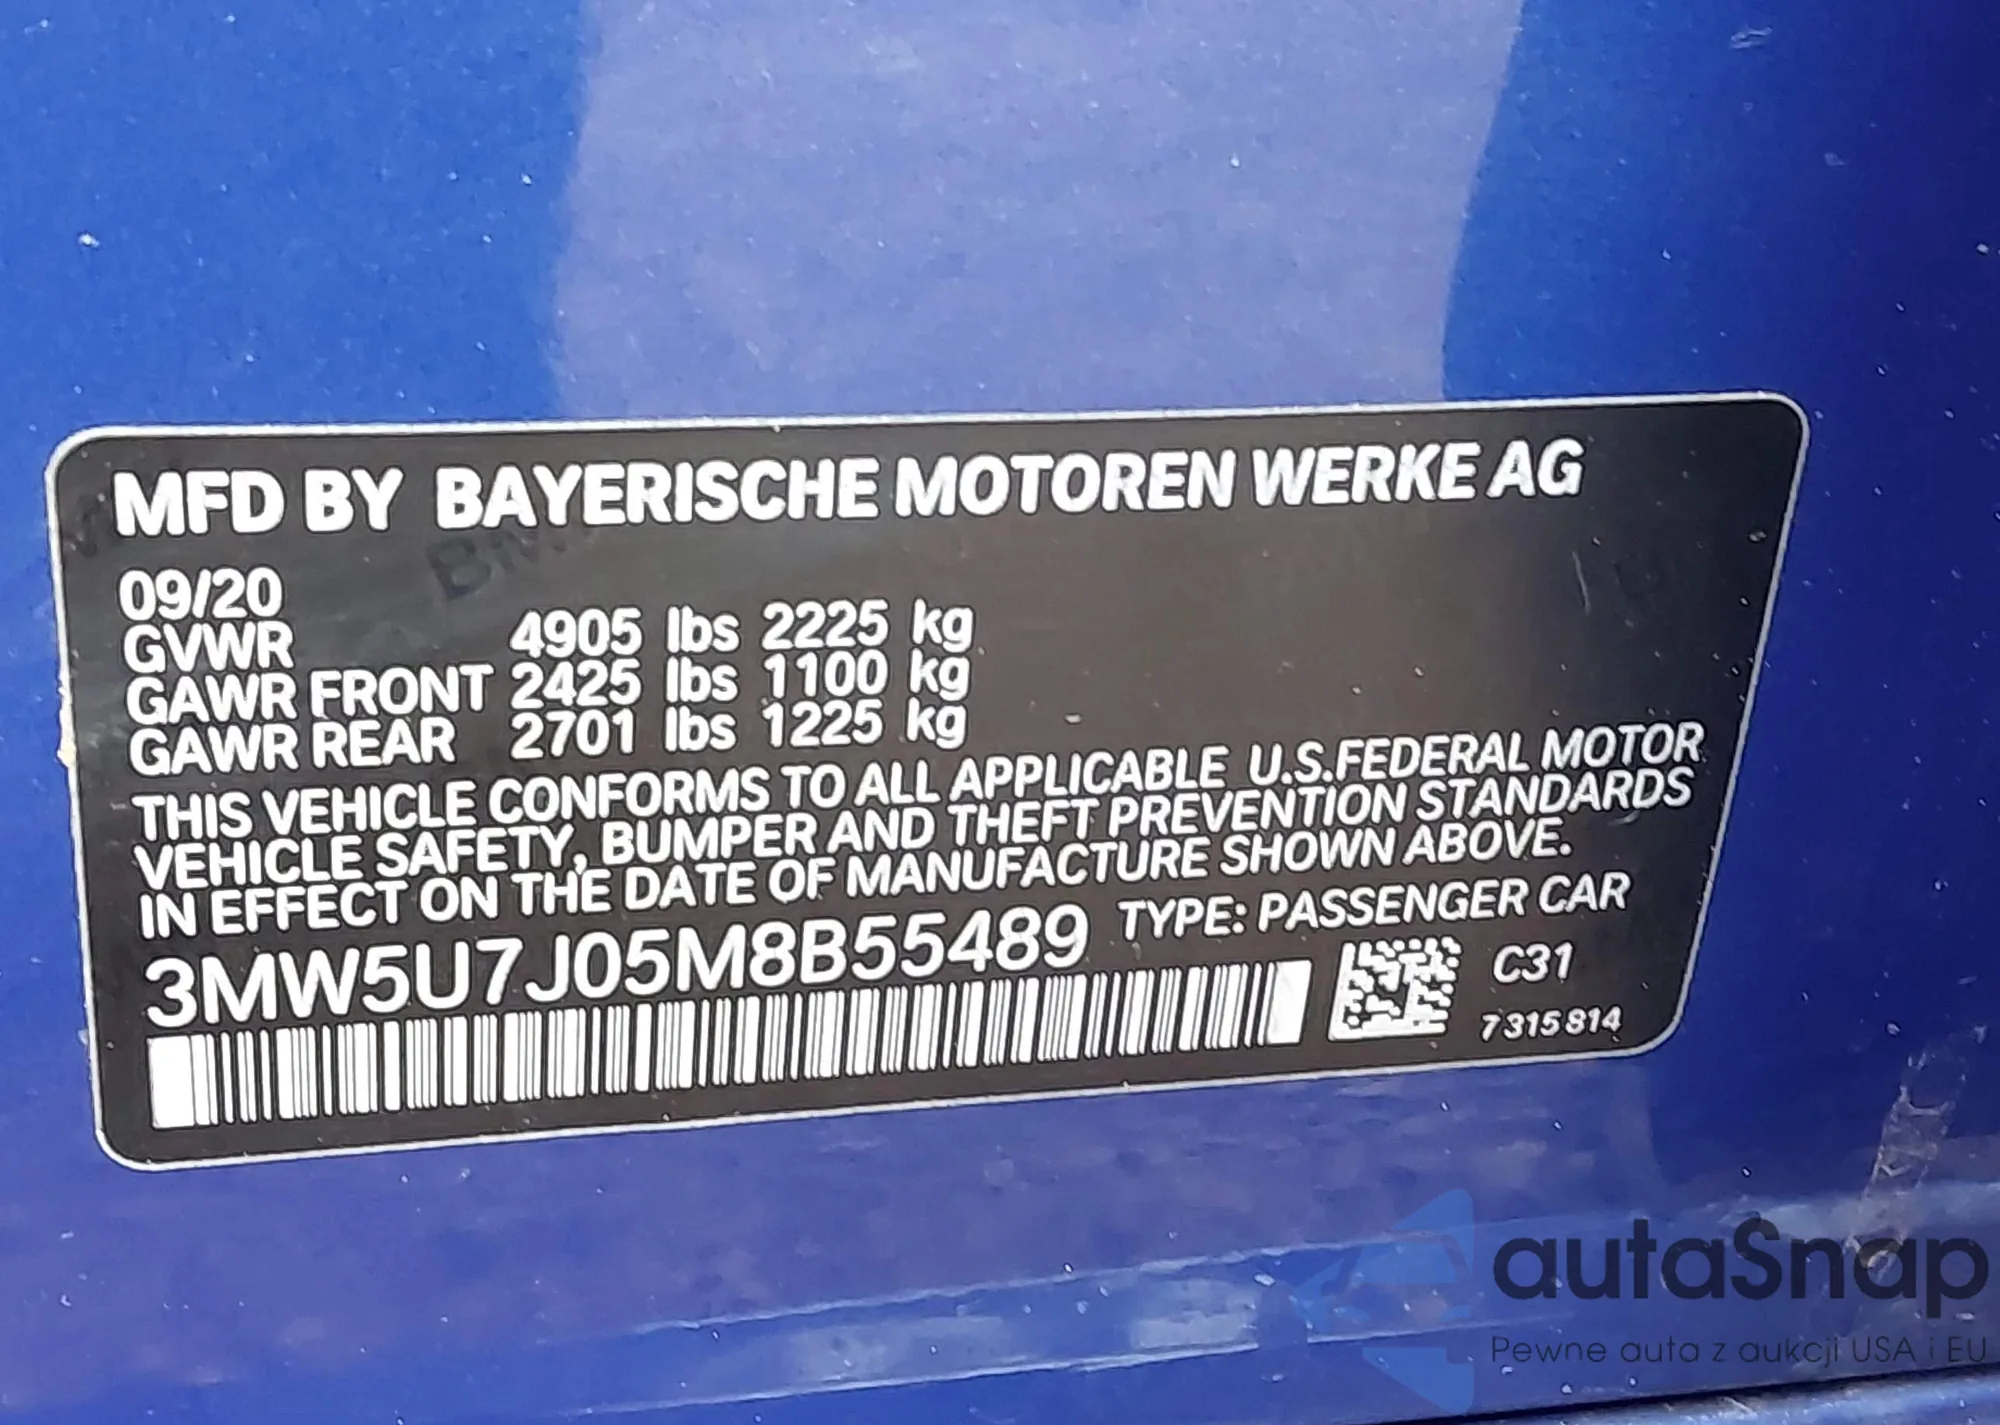 MFD BY BAYERISCHE MOTOREN WERKE AG
09/20
GVWR 4905 lbs 2225 kg
GAWR FRONT 2425 lbs 1100 kg
GAWR REAR 2701 lbs 1225 kg
THIS VEHICLE CONFORMS TO ALL APPLICABLE U.S.FEDERAL MOTOR
VEHICLE SAFETY, BUMPER AND THEFT PREVENTION STANDARDS
IN EFFECT ON THE DATE OF MANUFACTURE SHOWN ABOVE.
3MW5U7J05M8B55489 TYPE: PASSENGER CAR
C31
7315814
autaSnap
Pewne auta z aukcji USA i EU